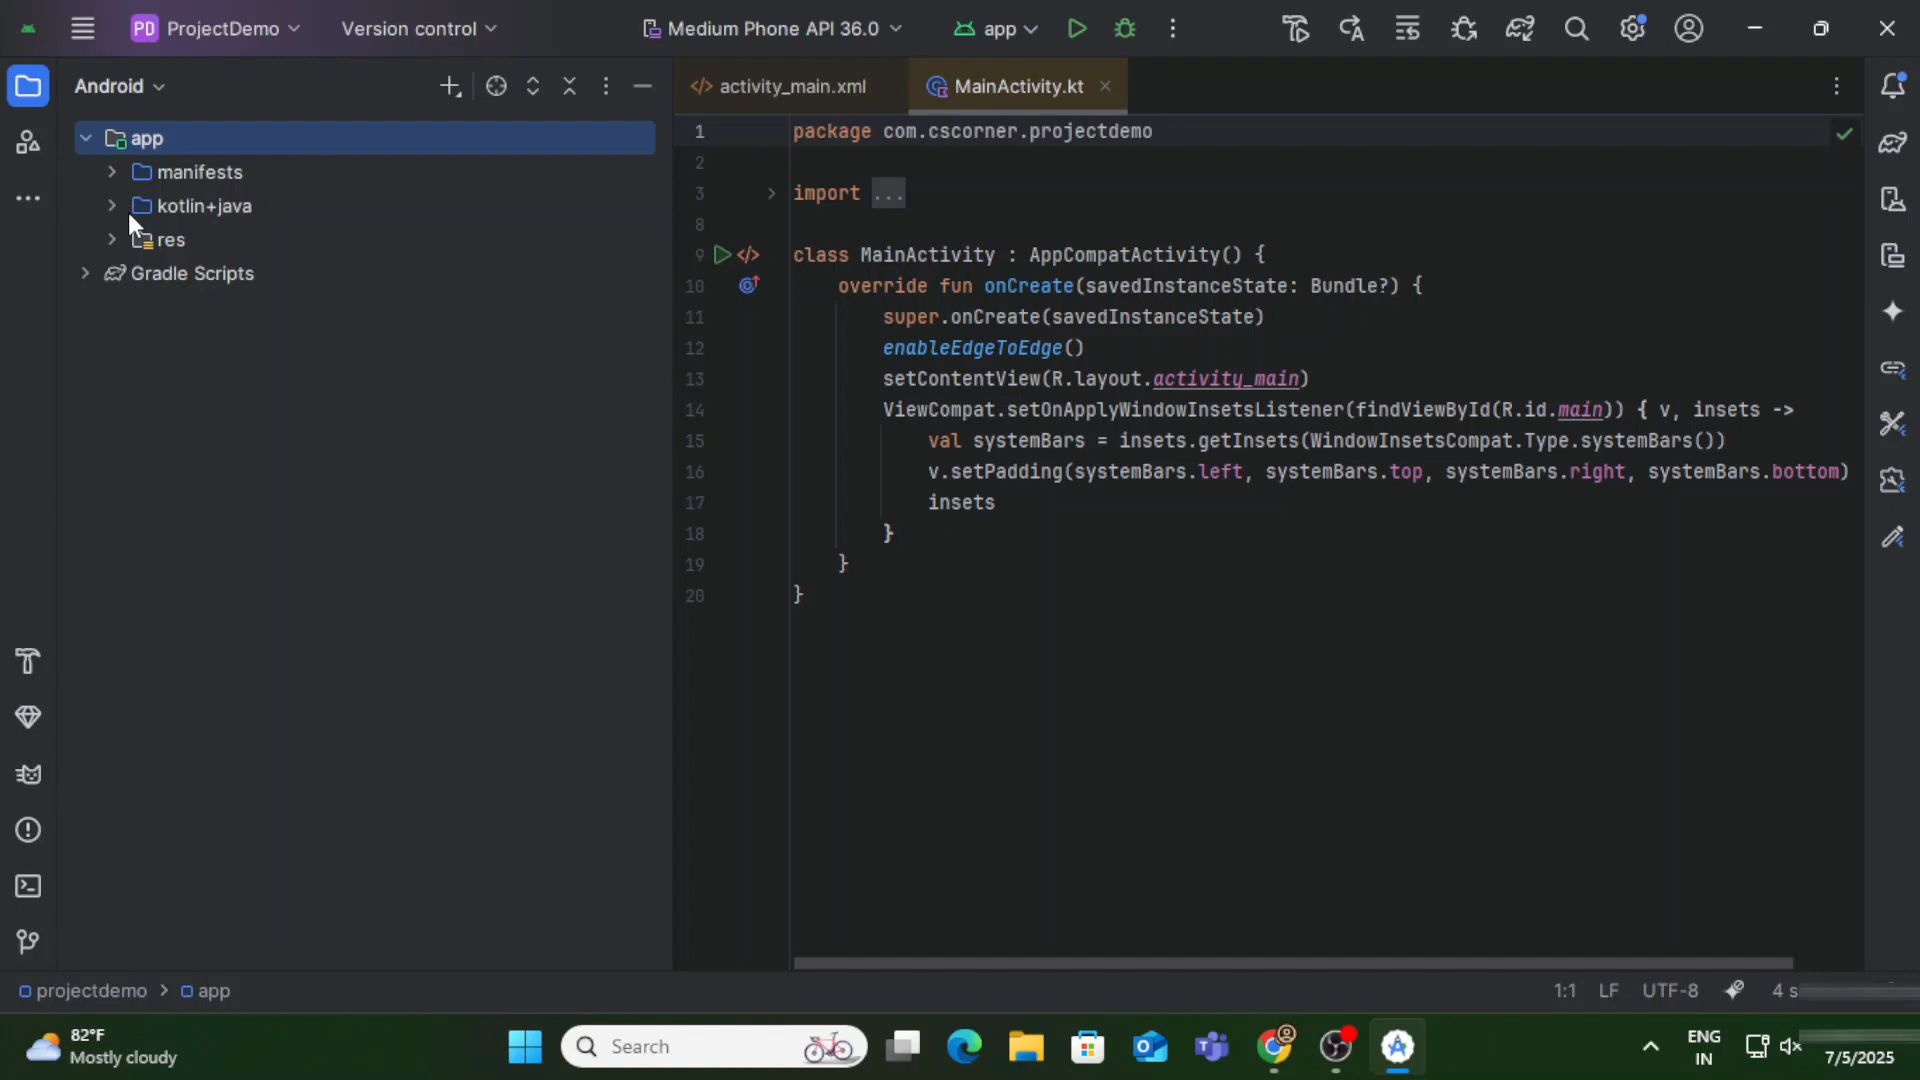 PD ProjectDemo Version control Medium Phone API 36.0 app
Android
activity_main.xml MainActivity.kt
app
manifests
kotlin+java
res
Gradle Scripts
1 package com.cscorner.projectdemo
2
3 import ...
8
9 class MainActivity : AppCompatActivity() {
10 override fun onCreate(savedInstanceState: Bundle?) {
11 super.onCreate(savedInstanceState)
12 enableEdgeToEdge()
13 setContentView(R.layout.activity_main)
14 ViewCompat.setOnApplyWindowInsetsListener(findViewById(R.id.main)) { v, insets ->
15 val systemBars = insets.getInsets(WindowInsetsCompat.Type.systemBars())
16 v.setPadding(systemBars.left, systemBars.top, systemBars.right, systemBars.bottom)
17 insets
18 }
19 }
20 }
projectdemo > app 1:1 LF UTF-8 4 s
82°F
Mostly cloudy
Search
ENG
IN
7/5/2025